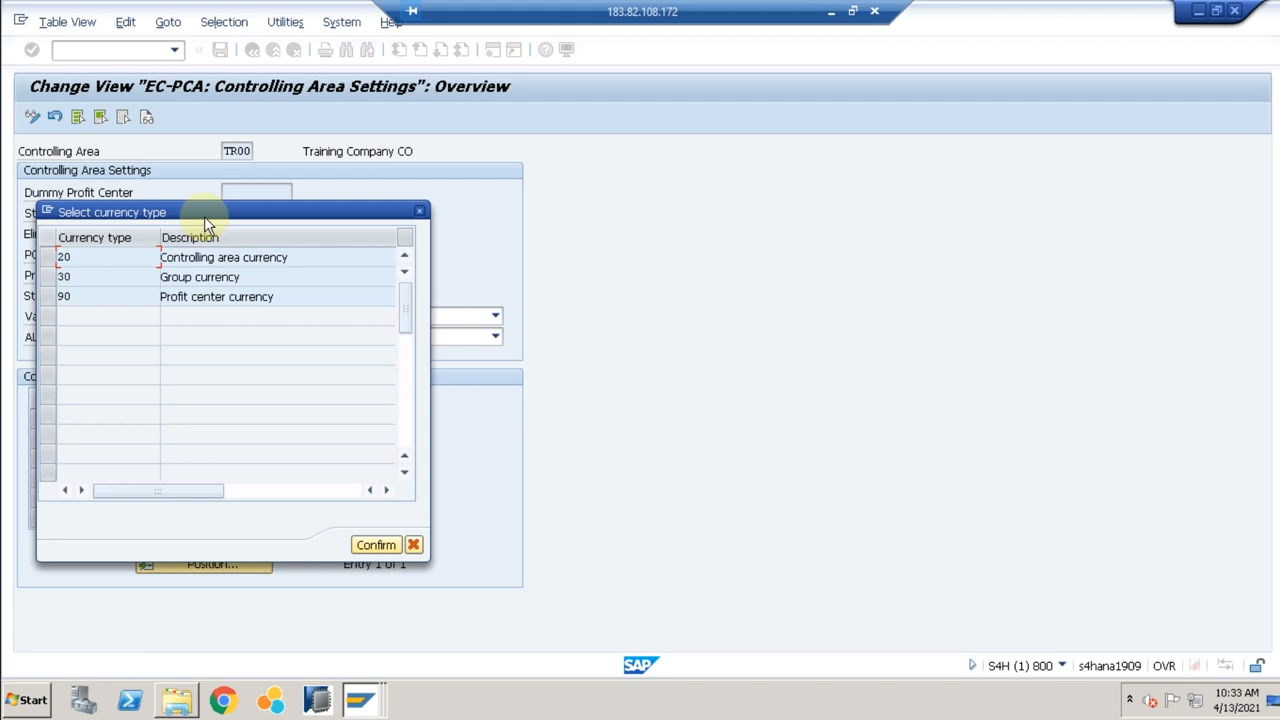 183.82.108.172
Table View Edit Goto Selection Utilities System Help
Change View "EC-PCA: Controlling Area Settings": Overview
Controlling Area TR00 Training Company CO
Controlling Area Settings
Dummy Profit Center
Select currency type
Currency type Description
20 Controlling area currency
30 Group currency
90 Profit center currency
Confirm
Position...
Entry 1 of 1
SAP
S4H (1) 800 s4hana1909 OVR
Start
10:33 AM
4/13/2021